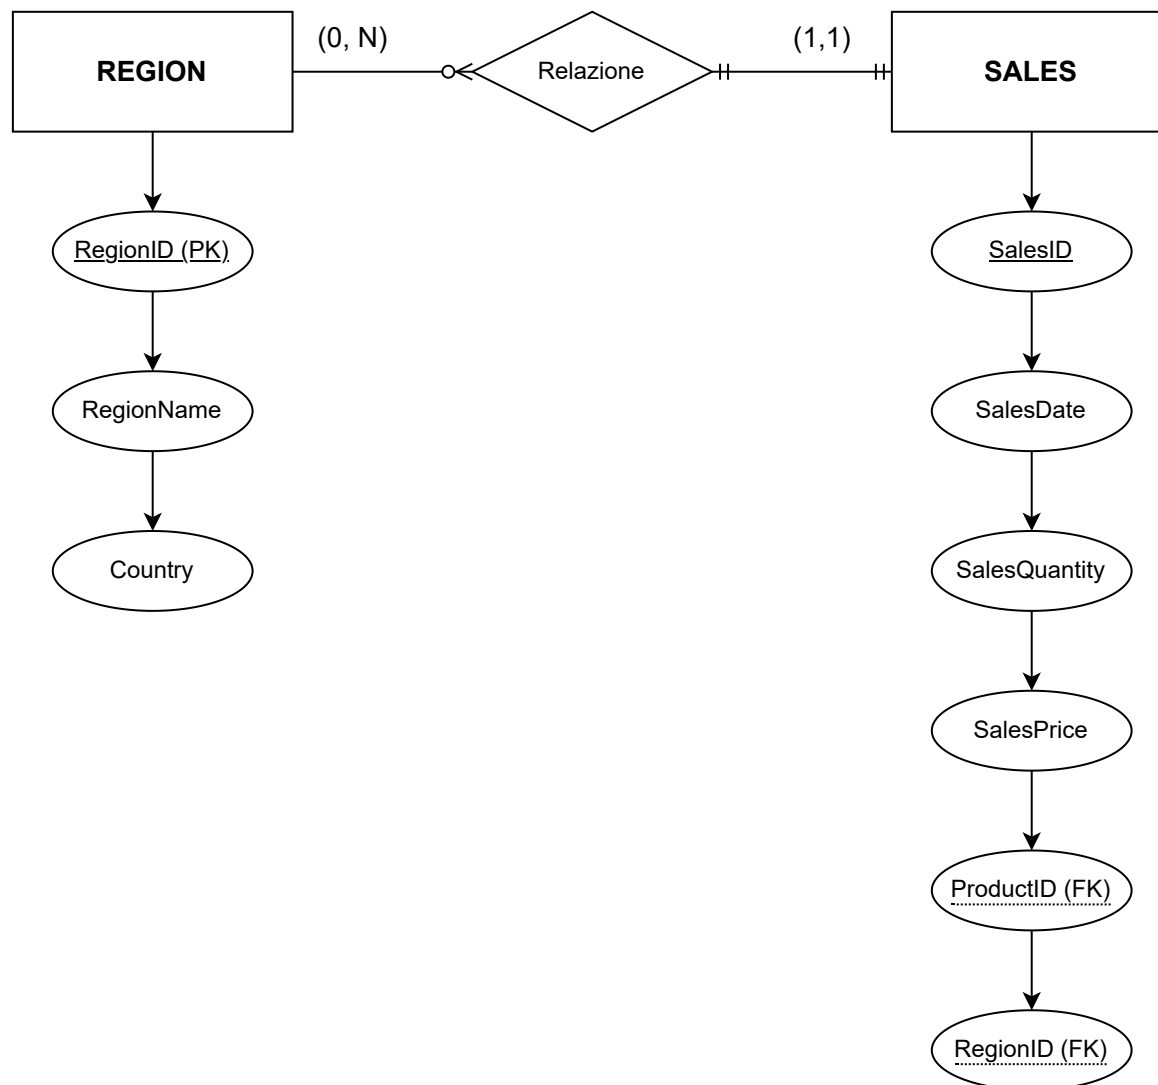 REGION
(0, N)
Relazione
(1,1)
SALES
RegionID (PK)
RegionName
Country
SalesID
SalesDate
SalesQuantity
SalesPrice
ProductID (FK)
RegionID (FK)